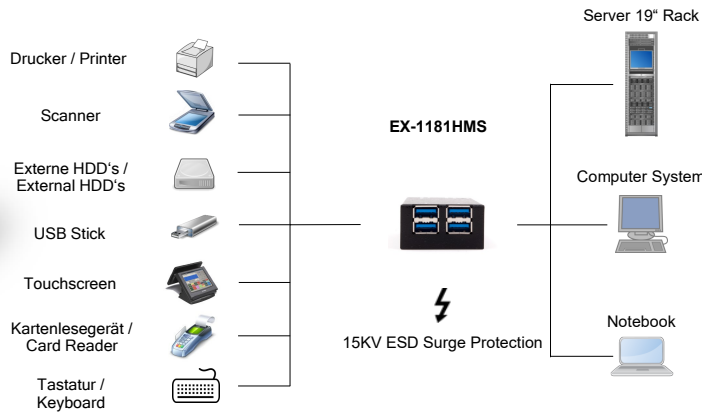 Server 19“ Rack
Drucker / Printer
Scanner
EX-1181HMS
Externe HDD‘s /
External HDD‘s
Computer System
USB Stick
Touchscreen
Kartenlesegerät /
Card Reader
15KV ESD Surge Protection
Notebook
Tastatur /
Keyboard